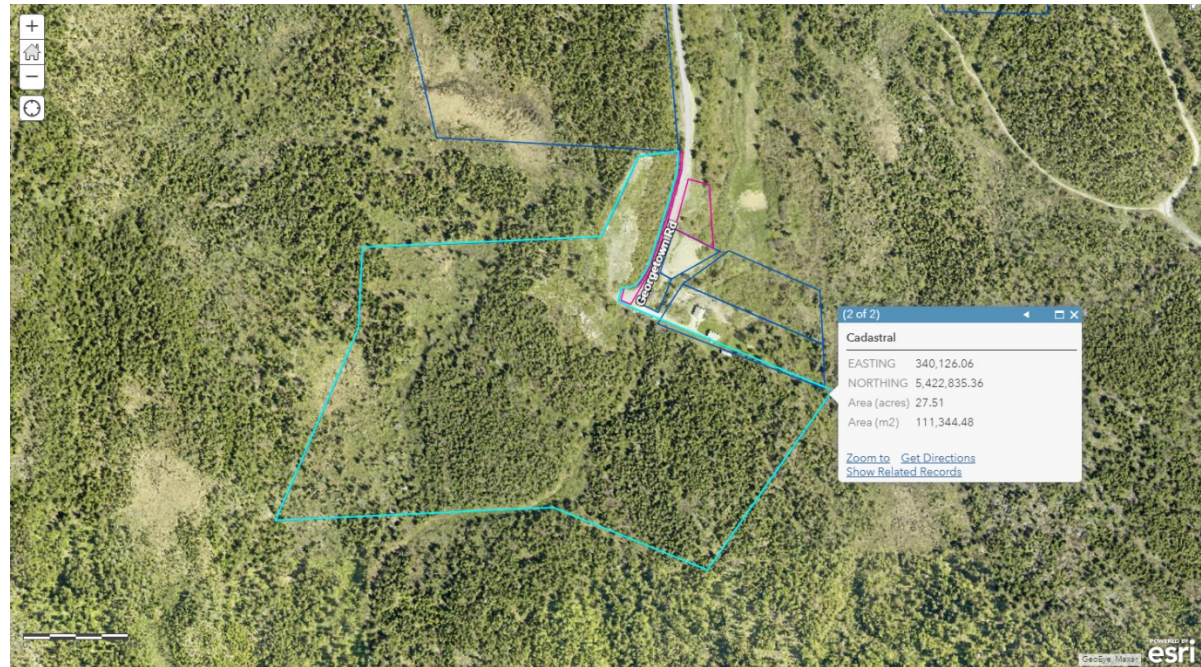 +
−
Georgetown Rd
(2 of 2)
Cadastral
EASTING 340,126.06
NORTHING 5,422,835.36
Area (acres) 27.51
Area (m2) 111,344.48
Zoom to Get Directions
Show Related Records
POWERED BY
esri
GeoEye, Maxar